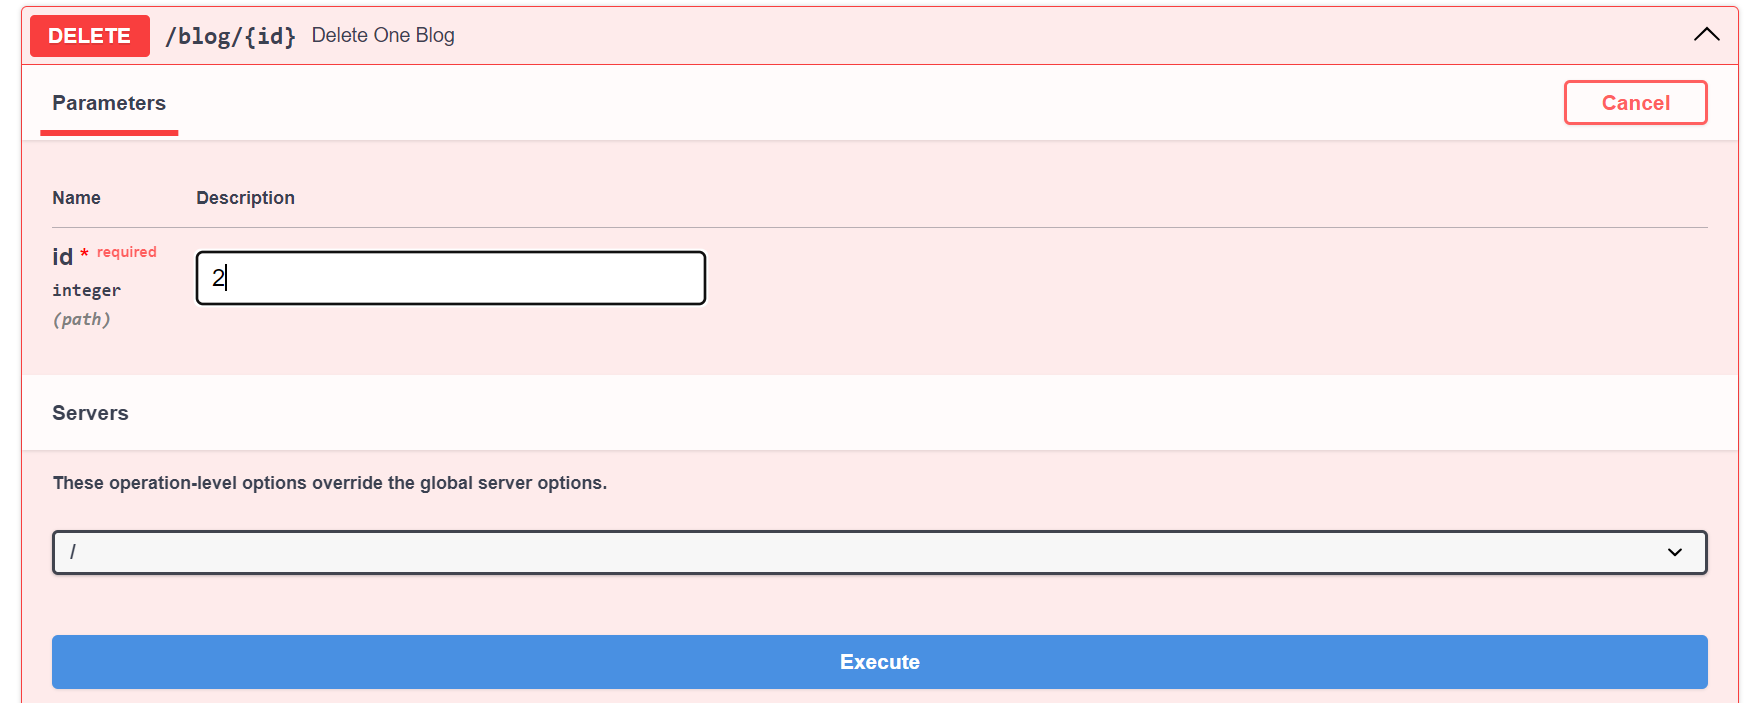 DELETE /blog/{id} Delete One Blog
Parameters Cancel
Name Description
id * required
integer
(path)
2
Servers
These operation-level options override the global server options.
/
Execute